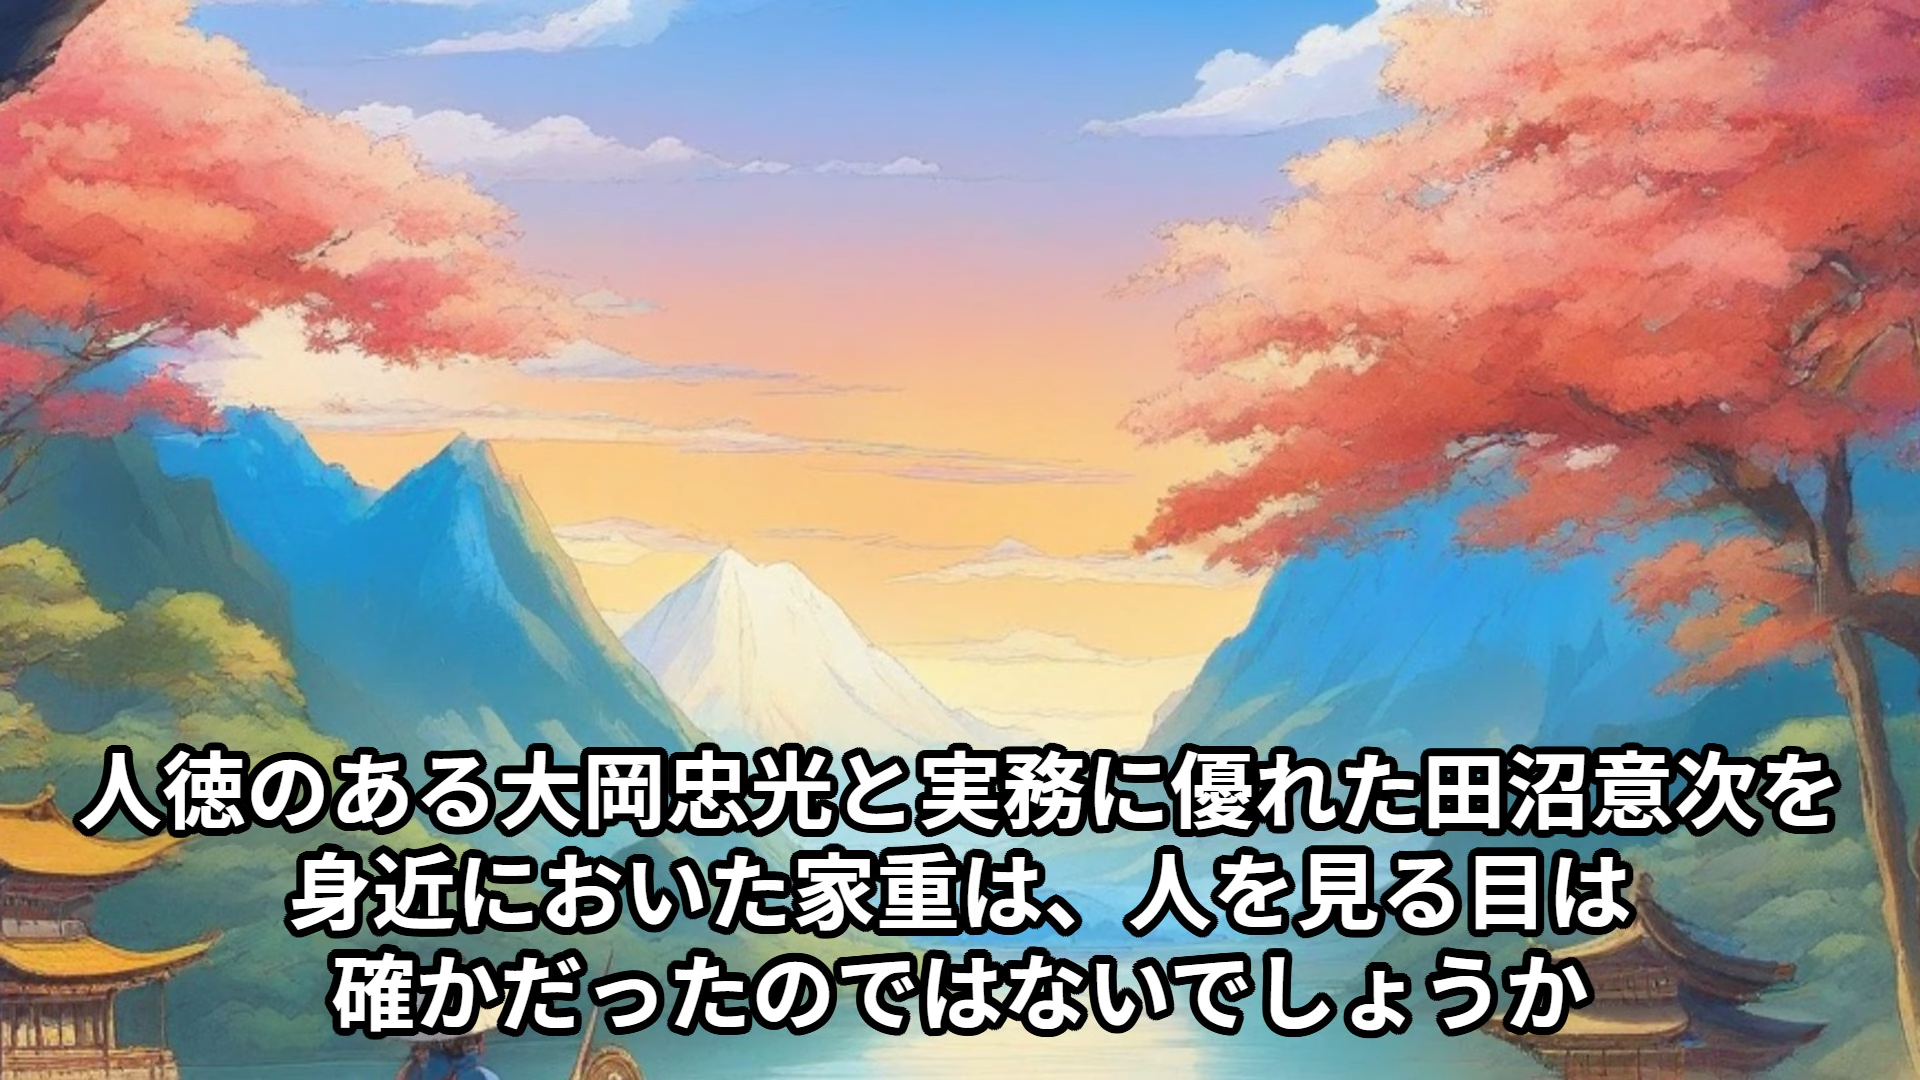 人徳のある大岡忠光と実務に優れた田沼意次を
身近においた家重は、人を見る目は
確かだったのではないでしょうか